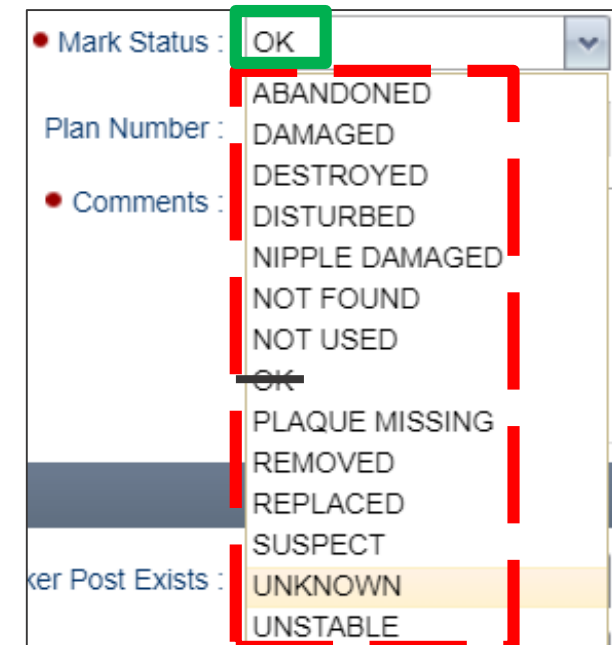 Mark Status : OK
ABANDONED
Plan Number : DAMAGED
DESTROYED
Comments : DISTURBED
NIPPLE DAMAGED
NOT FOUND
NOT USED
OK
PLAQUE MISSING
REMOVED
REPLACED
SUSPECT
ker Post Exists : UNKNOWN
UNSTABLE